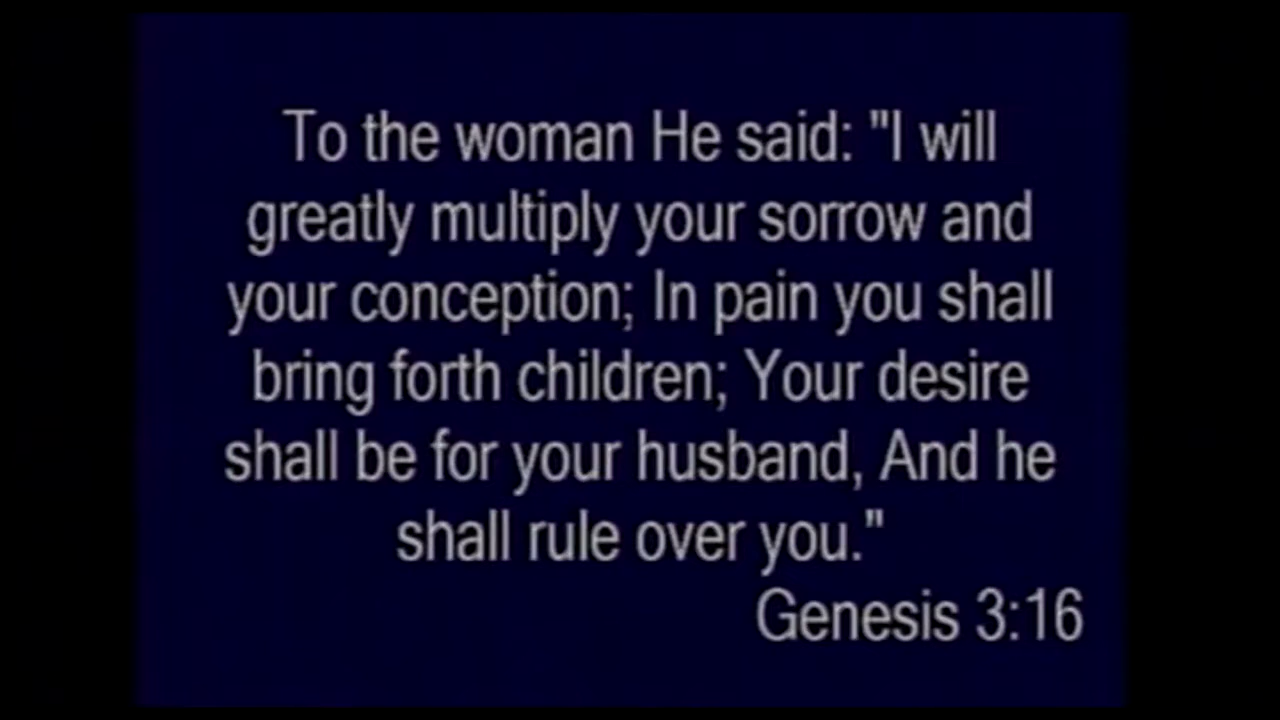 To the woman He said: "I will
greatly multiply your sorrow and
your conception; In pain you shall
bring forth children; Your desire
shall be for your husband, And he
shall rule over you."
Genesis 3:16